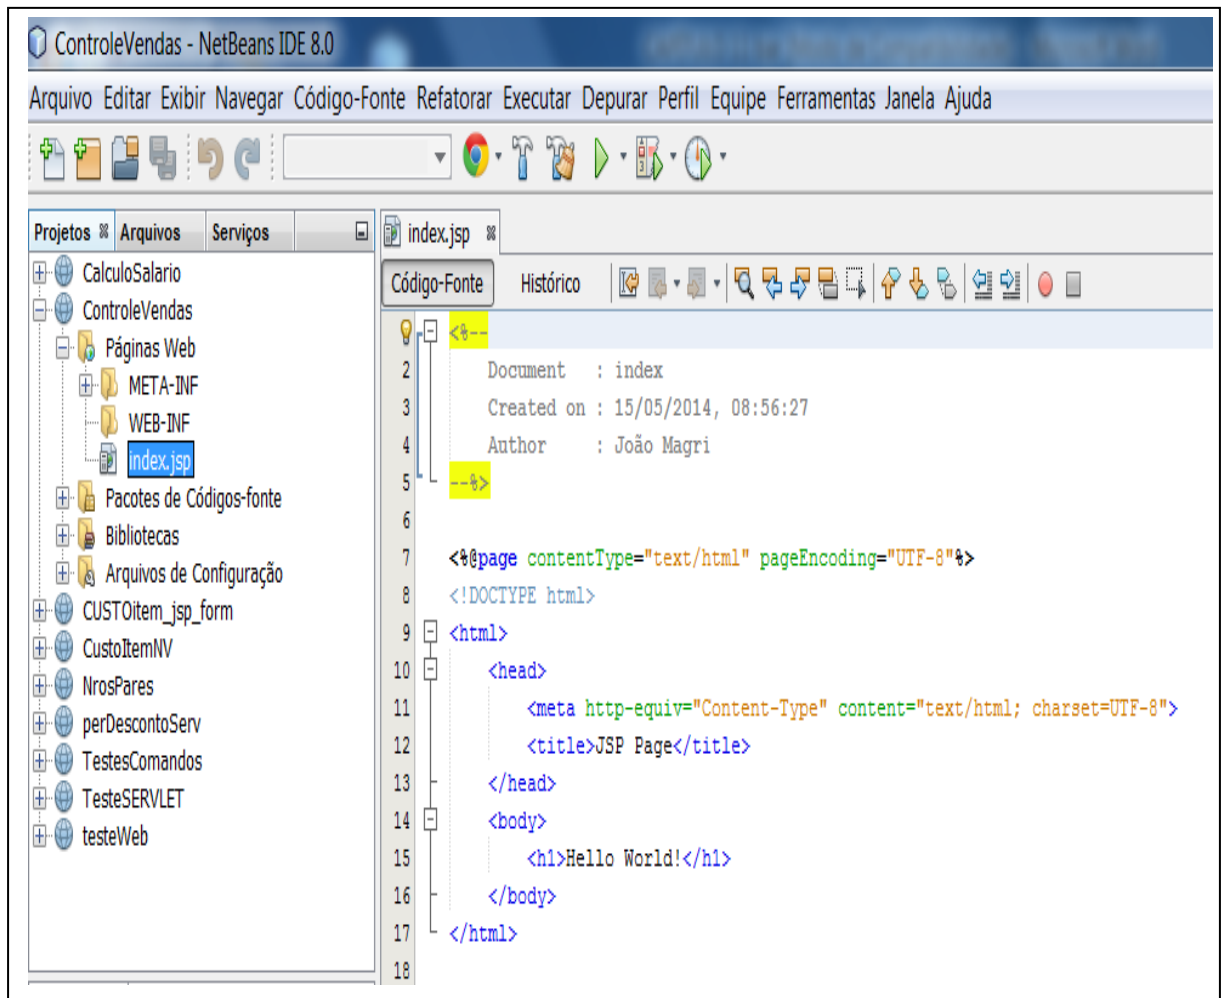 ControleVendas - NetBeans IDE 8.0
Arquivo Editar Exibir Navegar Código-Fonte Refatorar Executar Depurar Perfil Equipe Ferramentas Janela Ajuda
Projetos Arquivos Serviços
CalculoSalario
ControleVendas
Páginas Web
META-INF
WEB-INF
index.jsp
Pacotes de Códigos-fonte
Bibliotecas
Arquivos de Configuração
CUSTOitem_jsp_form
CustoItemNV
NrosPares
perDescontoServ
TestesComandos
TesteSERVLET
testeWeb
index.jsp
Código-Fonte Histórico
<%--
2 Document : index
3 Created on : 15/05/2014, 08:56:27
4 Author : João Magri
5 --%>
6
7 <%@page contentType="text/html" pageEncoding="UTF-8"%>
8 <!DOCTYPE html>
9 <html>
10 <head>
11 <meta http-equiv="Content-Type" content="text/html; charset=UTF-8">
12 <title>JSP Page</title>
13 </head>
14 <body>
15 <h1>Hello World!</h1>
16 </body>
17 </html>
18